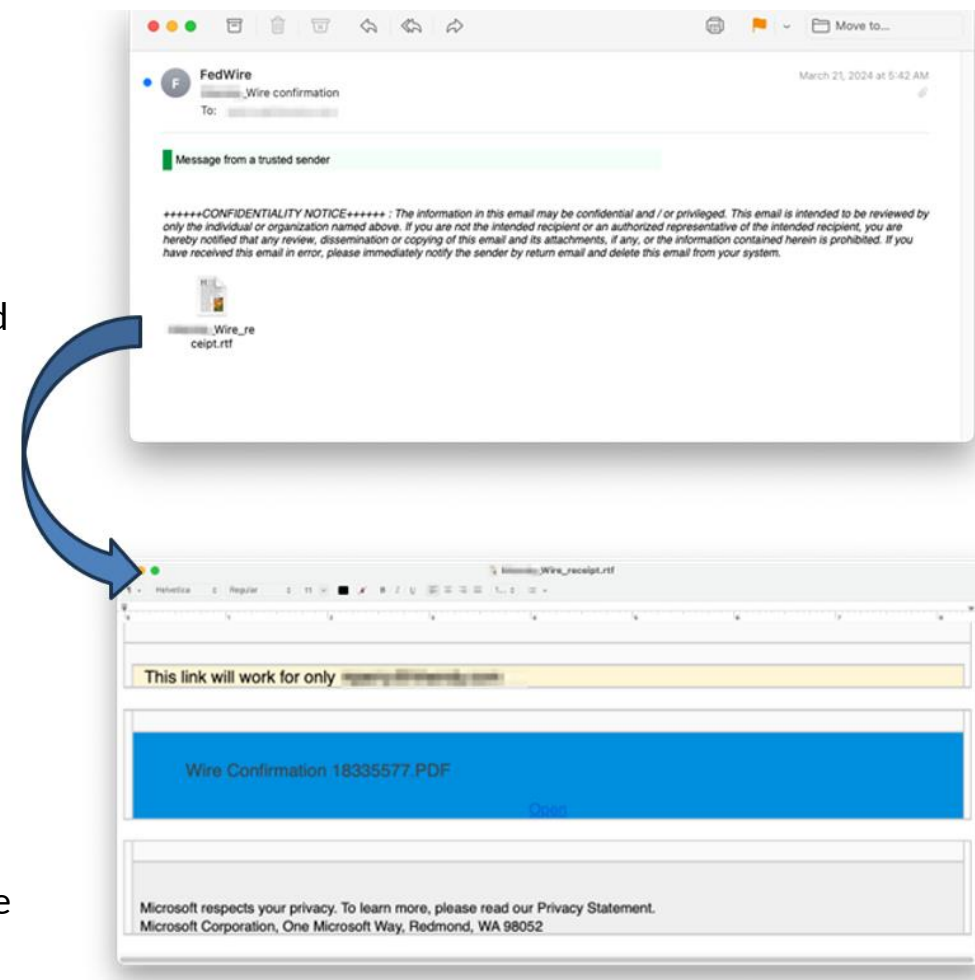 Move to...
FedWire
March 21, 2024 at 5:42 AM
_Wire confirmation
To:
Message from a trusted sender
++++++CONFIDENTIALITY NOTICE++++++ : The information in this email may be confidential and / or privileged. This email is intended to be reviewed by
only the individual or organization named above. If you are not the intended recipient or an authorized representative of the intended recipient, you are
hereby notified that any review, dissemination or copying of this email and its attachments, if any, or the information contained herein is prohibited. If you
have received this email in error, please immediately notify the sender by return email and delete this email from your system.
_Wire_re
ceipt.rtf
_Wire_receipt.rtf
Helvetica Regular 11 B I U
This link will work for only
Wire Confirmation 18335577.PDF
Open
Microsoft respects your privacy. To learn more, please read our Privacy Statement.
Microsoft Corporation, One Microsoft Way, Redmond, WA 98052